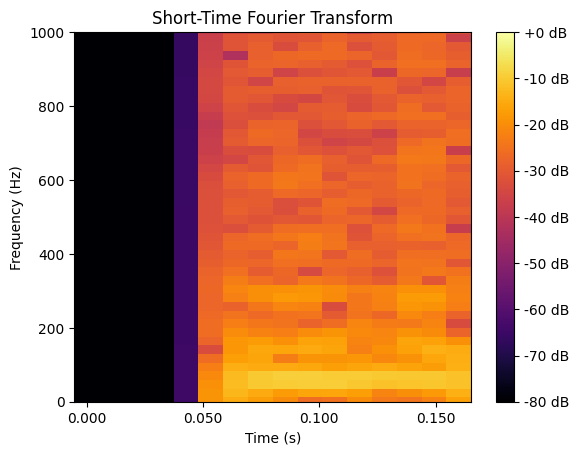 Short-Time Fourier Transform
1000
800
600
400
200
0
Frequency (Hz)
0.000
0.050
0.100
0.150
Time (s)
+0 dB
-10 dB
-20 dB
-30 dB
-40 dB
-50 dB
-60 dB
-70 dB
-80 dB